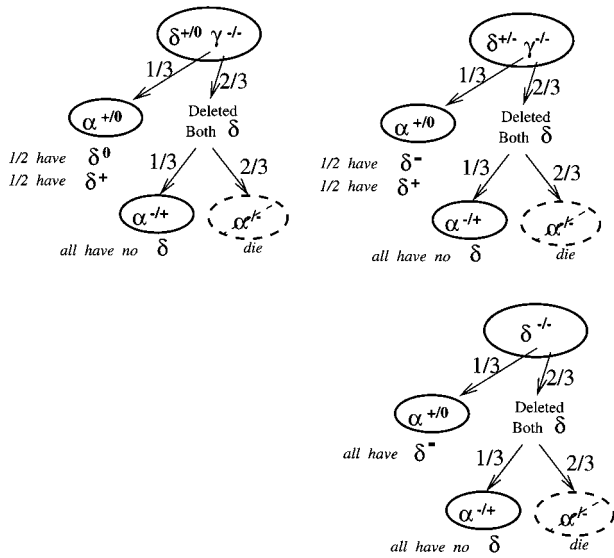 δ+/0 γ-/-
1/3
2/3
α +/0
Deleted
Both δ
1/2 have δ0
1/2 have δ+
1/3
2/3
α -/+
die
all have no δ
δ+/- γ-/-
1/3
2/3
α +/0
Deleted
Both δ
1/2 have δ-
1/2 have δ+
1/3
2/3
α -/+
die
all have no δ
δ -/-
1/3
2/3
α +/0
Deleted
Both δ
all have δ-
1/3
2/3
α -/+
die
all have no δ